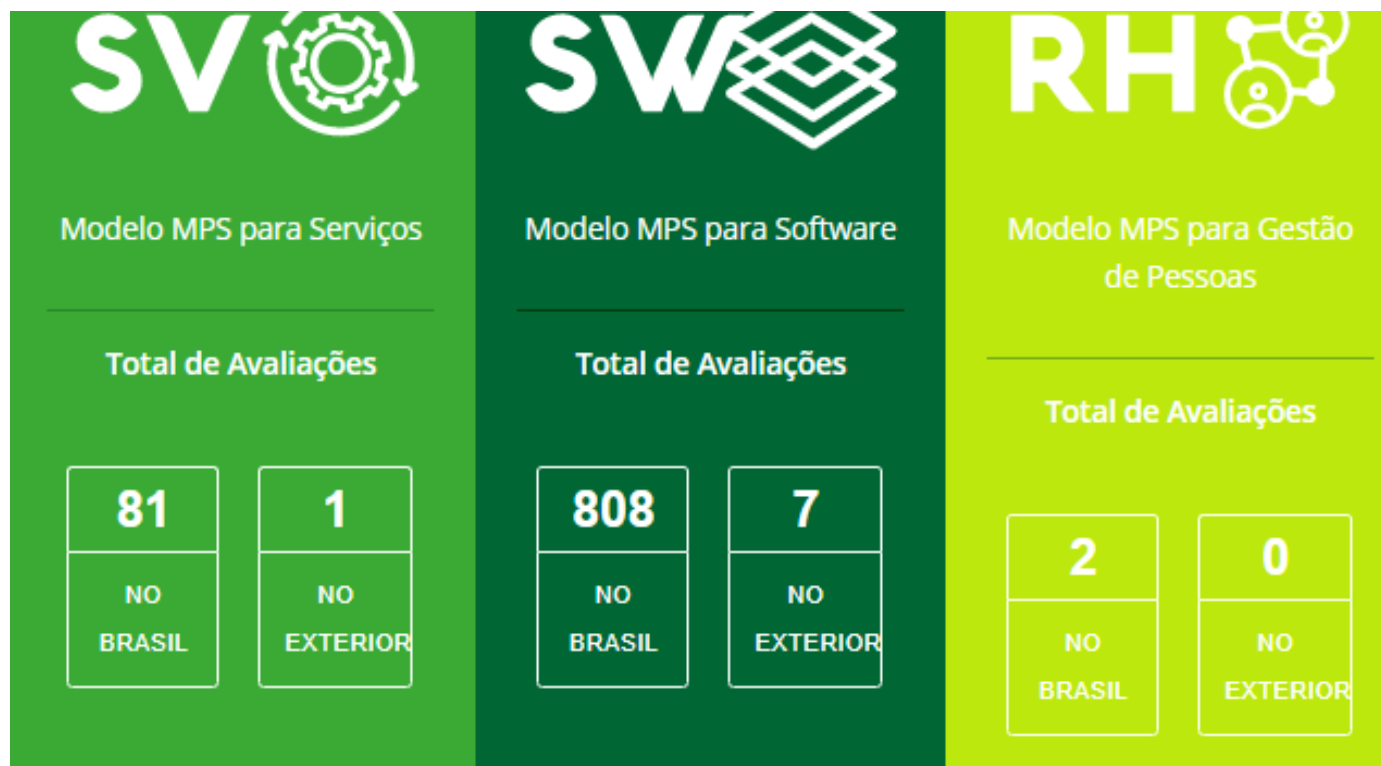 SV
Modelo MPS para Serviços
Total de Avaliações
81
NO
BRASIL
1
NO
EXTERIOR
SW
Modelo MPS para Software
Total de Avaliações
808
NO
BRASIL
7
NO
EXTERIOR
RH
Modelo MPS para Gestão
de Pessoas
Total de Avaliações
2
NO
BRASIL
0
NO
EXTERIOR